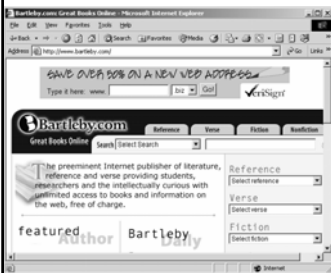 Bartleby.com: Great Books Online - Microsoft Internet Explorer
File Edit View Favorites Tools Help
Back Search Favorites Media
Address http://www.bartleby.com/ Go Links
SAVE OVER 50% ON A NEW WEB ADDRESS
Type it here: www. .biz Go! VeriSign
Bartleby.com
Reference Verse Fiction Nonfiction
Great Books Online Search Select Search
The preeminent Internet publisher of literature,
reference and verse providing students,
researchers and the intellectually curious with
unlimited access to books and information on
the web, free of charge.
Reference
Select reference
Verse
Select verse
Fiction
Select fiction
featured Author Bartleby Daily
Internet